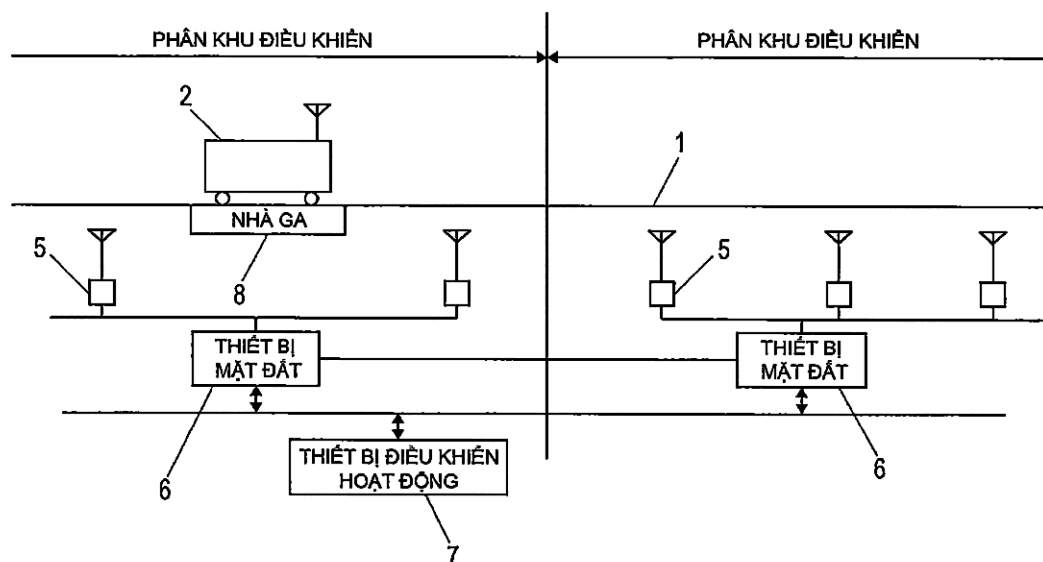 PHÂN KHU ĐIỀU KHIỂN
PHÂN KHU ĐIỀU KHIỂN
2
1
NHÀ GA
5
8
5
THIẾT BỊ
MẶT ĐẤT
THIẾT BỊ
MẶT ĐẤT
6
THIẾT BỊ ĐIỀU KHIỂN
HOẠT ĐỘNG
6
7